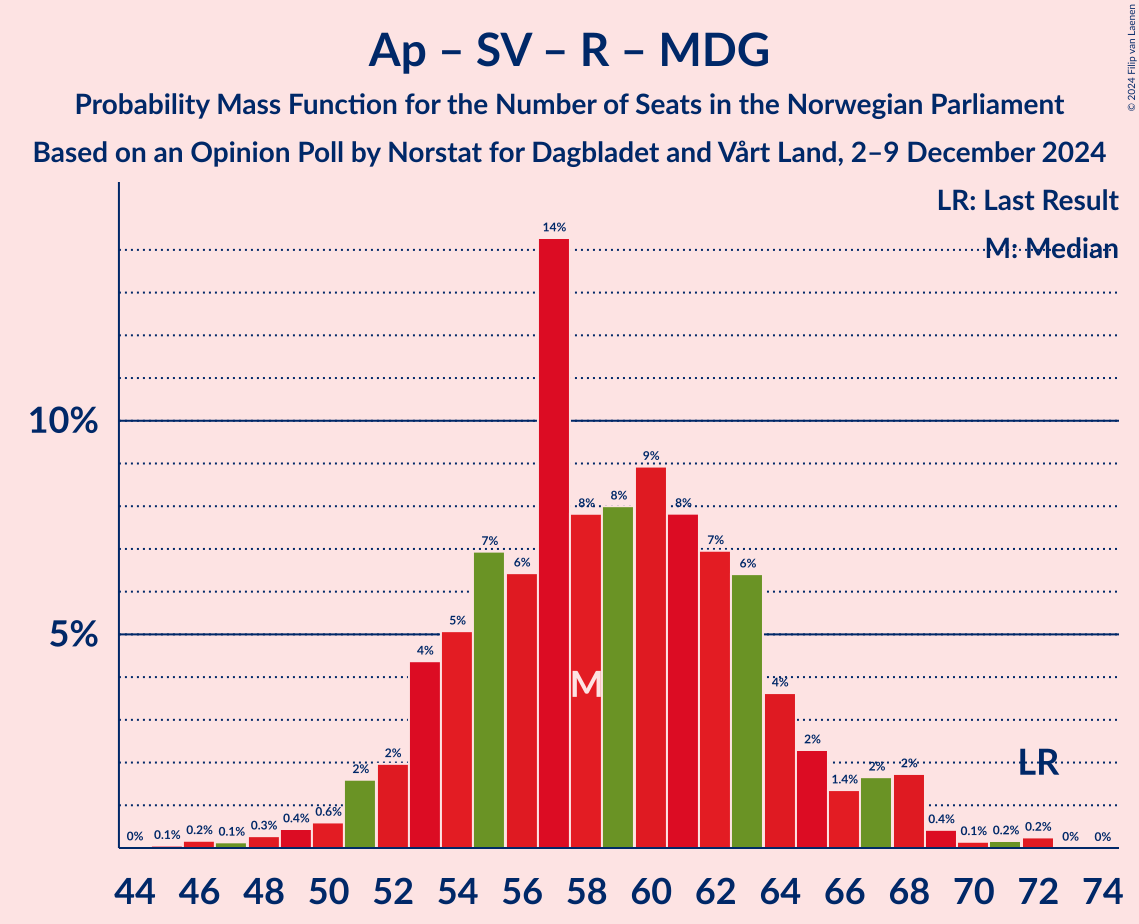 Ap – SV – R – MDG
Probability Mass Function for the Number of Seats in the Norwegian Parliament
Based on an Opinion Poll by Norstat for Dagbladet and Vårt Land, 2–9 December 2024
© 2024 Filip van Laenen
LR: Last Result
M: Median
10%
5%
0% 0.1% 0.2% 0.1% 0.3% 0.4% 0.6% 2% 2% 4% 5% 7% 6% 14% 8% 8% 9% 8% 7% 6% 4% 2% 1.4% 2% 2% 0.4% 0.1% 0.2% 0.2% 0% 0%
M
LR
44 46 48 50 52 54 56 58 60 62 64 66 68 70 72 74